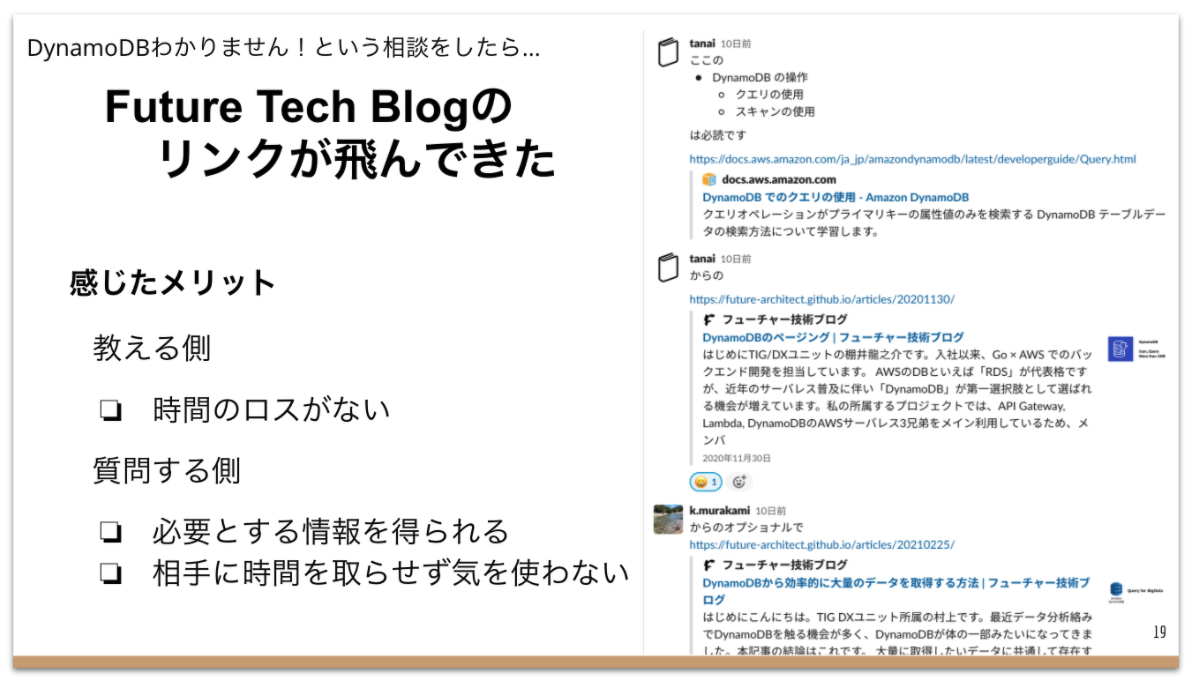 DynamoDBわかりません！という相談をしたら...
Future Tech Blogの
リンクが飛んできた
感じたメリット
教える側
❏ 時間のロスがない
質問する側
❏ 必要とする情報を得られる
❏ 相手に時間を取らせず気を使わない
tanai 10日前
ここの
• DynamoDB の操作
○ クエリの使用
○ スキャンの使用
は必読です
https://docs.aws.amazon.com/ja_jp/amazondynamodb/latest/developerguide/Query.html
docs.aws.amazon.com
DynamoDB でのクエリの使用 - Amazon DynamoDB
クエリオペレーションがプライマリキーの属性値のみを検索する DynamoDB テーブルデー
タの検索方法について学習します。
tanai 10日前
からの
https://future-architect.github.io/articles/20201130/
フューチャー技術ブログ
DynamoDBのページング | フューチャー技術ブログ
はじめにTIG/DXユニットの棚井龍之介です。入社以来、Go × AWS でのバッ
クエンド開発を担当しています。 AWSのDBといえば「RDS」が代表格です
が、近年のサーバレス普及に伴い「DynamoDB」が第一選択肢として選ばれ
る機会が増えています。私の所属するプロジェクトでは、API Gateway,
Lambda, DynamoDBのAWSサーバレス3兄弟をメイン利用しているため、メ
ンバ
2020年11月30日
1
k.murakami 10日前
からのオプショナルで
https://future-architect.github.io/articles/20210225/
フューチャー技術ブログ
DynamoDBから効率的に大量のデータを取得する方法 | フューチャー技術ブ
ログ
はじめにこんにちは。TIG DXユニット所属の村上です。最近データ分析絡み
でDynamoDBを触る機会が多く、DynamoDBが体の一部みたいになってきま
した。本記事の結論はこれです。 大量に取得したいデータに共通して存在す
DynamoDB
Query for BigData
19